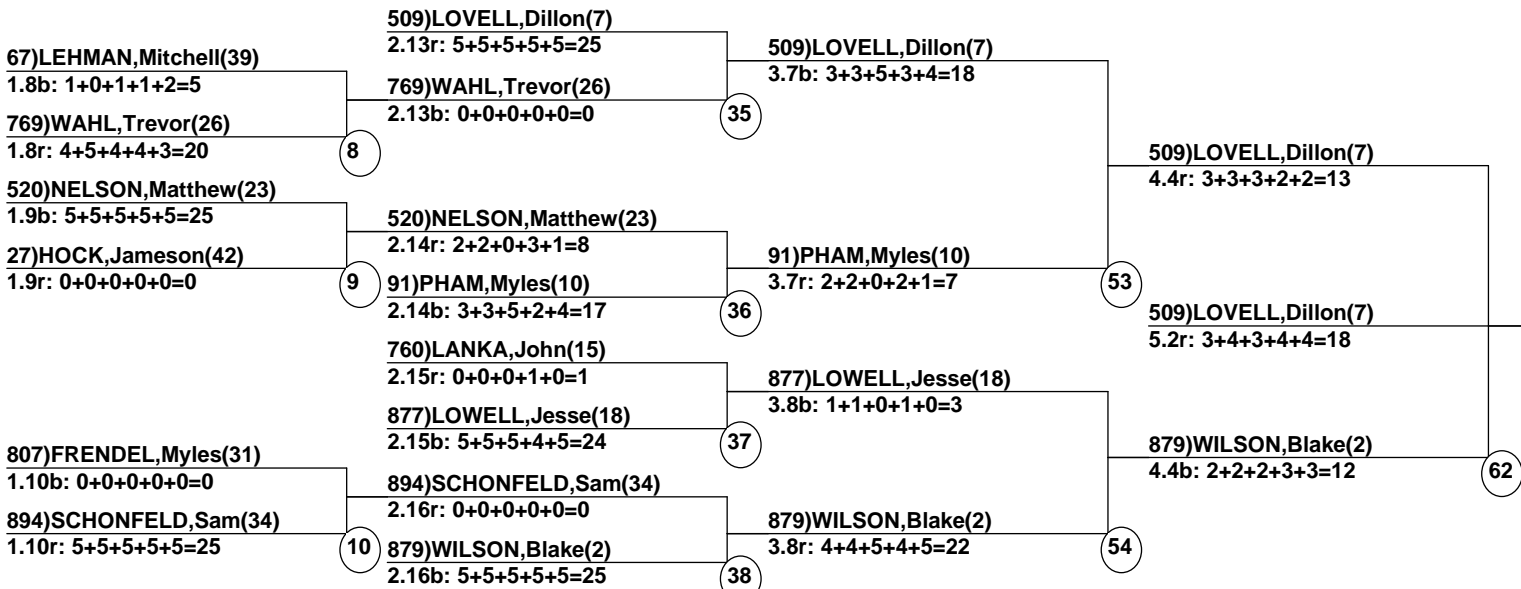 67)LEHMAN,Mitchell(39)
1.8b: 1+0+1+1+2=5
769)WAHL,Trevor(26)
1.8r: 4+5+4+4+3=20
8
520)NELSON,Matthew(23)
1.9b: 5+5+5+5+5=25
27)HOCK,Jameson(42)
1.9r: 0+0+0+0+0=0
9
807)FRENDEL,Myles(31)
1.10b: 0+0+0+0+0=0
894)SCHONFELD,Sam(34)
1.10r: 5+5+5+5+5=25
10
509)LOVELL,Dillon(7)
2.13r: 5+5+5+5+5=25
769)WAHL,Trevor(26)
2.13b: 0+0+0+0+0=0
35
520)NELSON,Matthew(23)
2.14r: 2+2+0+3+1=8
91)PHAM,Myles(10)
2.14b: 3+3+5+2+4=17
36
760)LANKA,John(15)
2.15r: 0+0+0+1+0=1
877)LOWELL,Jesse(18)
2.15b: 5+5+5+4+5=24
37
894)SCHONFELD,Sam(34)
2.16r: 0+0+0+0+0=0
879)WILSON,Blake(2)
2.16b: 5+5+5+5+5=25
38
509)LOVELL,Dillon(7)
3.7b: 3+3+5+3+4=18
91)PHAM,Myles(10)
3.7r: 2+2+0+2+1=7
53
877)LOWELL,Jesse(18)
3.8b: 1+1+0+1+0=3
879)WILSON,Blake(2)
3.8r: 4+4+5+4+5=22
54
509)LOVELL,Dillon(7)
4.4r: 3+3+3+2+2=13
509)LOVELL,Dillon(7)
5.2r: 3+4+3+4+4=18
879)WILSON,Blake(2)
4.4b: 2+2+2+3+3=12
62